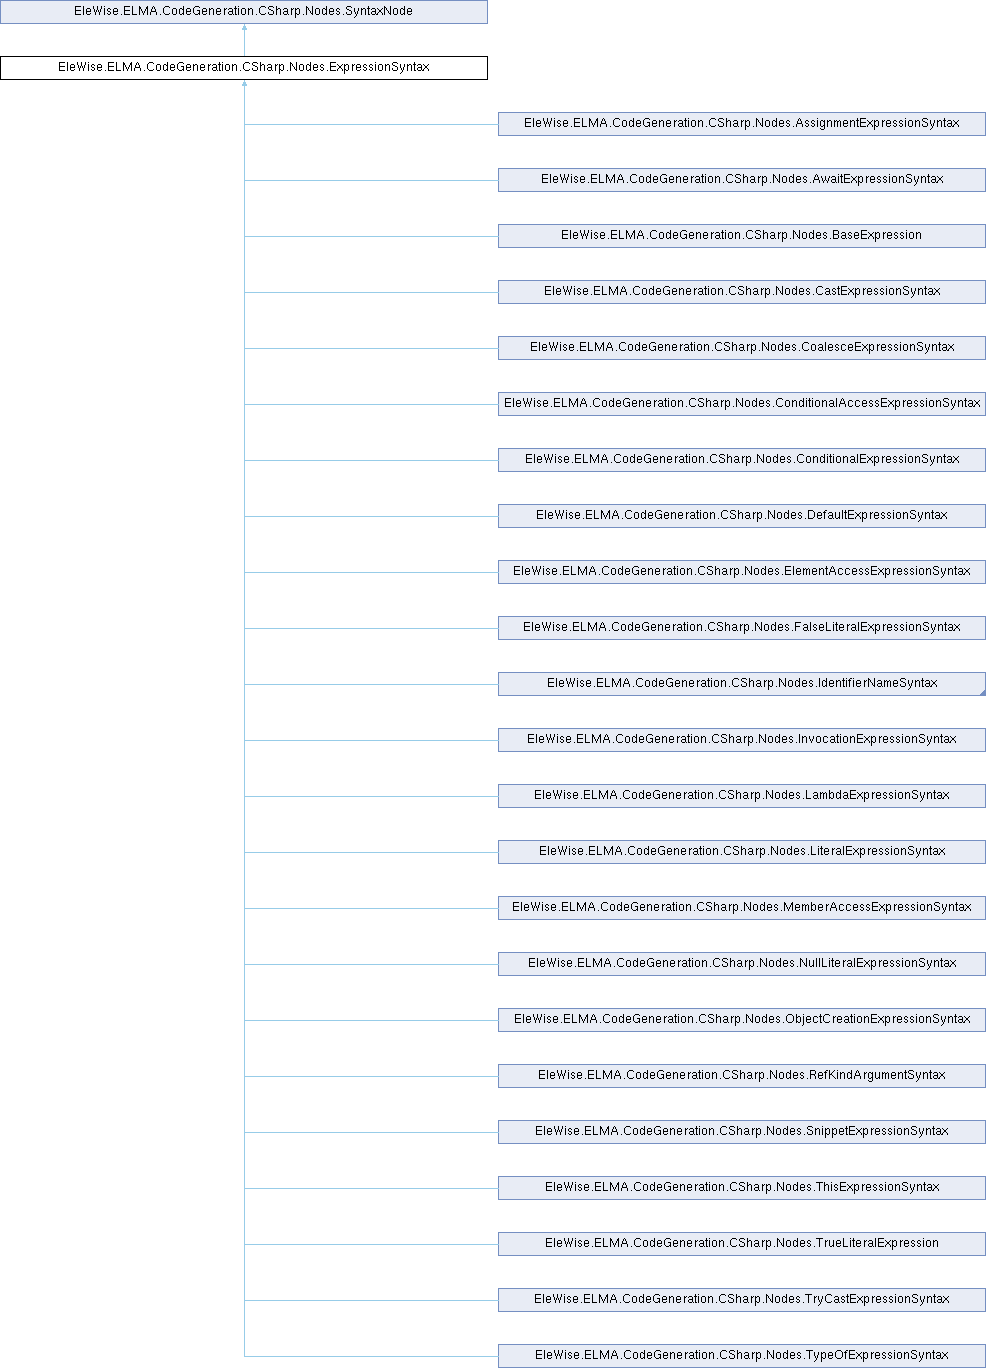 EleWise.ELMA.CodeGeneration.CSharp.Nodes.SyntaxNode
EleWise.ELMA.CodeGeneration.CSharp.Nodes.ExpressionSyntax
EleWise.ELMA.CodeGeneration.CSharp.Nodes.AssignmentExpressionSyntax
EleWise.ELMA.CodeGeneration.CSharp.Nodes.AwaitExpressionSyntax
EleWise.ELMA.CodeGeneration.CSharp.Nodes.BaseExpression
EleWise.ELMA.CodeGeneration.CSharp.Nodes.CastExpressionSyntax
EleWise.ELMA.CodeGeneration.CSharp.Nodes.CoalesceExpressionSyntax
EleWise.ELMA.CodeGeneration.CSharp.Nodes.ConditionalAccessExpressionSyntax
EleWise.ELMA.CodeGeneration.CSharp.Nodes.ConditionalExpressionSyntax
EleWise.ELMA.CodeGeneration.CSharp.Nodes.DefaultExpressionSyntax
EleWise.ELMA.CodeGeneration.CSharp.Nodes.ElementAccessExpressionSyntax
EleWise.ELMA.CodeGeneration.CSharp.Nodes.FalseLiteralExpressionSyntax
EleWise.ELMA.CodeGeneration.CSharp.Nodes.IdentifierNameSyntax
EleWise.ELMA.CodeGeneration.CSharp.Nodes.InvocationExpressionSyntax
EleWise.ELMA.CodeGeneration.CSharp.Nodes.LambdaExpressionSyntax
EleWise.ELMA.CodeGeneration.CSharp.Nodes.LiteralExpressionSyntax
EleWise.ELMA.CodeGeneration.CSharp.Nodes.MemberAccessExpressionSyntax
EleWise.ELMA.CodeGeneration.CSharp.Nodes.NullLiteralExpressionSyntax
EleWise.ELMA.CodeGeneration.CSharp.Nodes.ObjectCreationExpressionSyntax
EleWise.ELMA.CodeGeneration.CSharp.Nodes.RefKindArgumentSyntax
EleWise.ELMA.CodeGeneration.CSharp.Nodes.SnippetExpressionSyntax
EleWise.ELMA.CodeGeneration.CSharp.Nodes.ThisExpressionSyntax
EleWise.ELMA.CodeGeneration.CSharp.Nodes.TrueLiteralExpression
EleWise.ELMA.CodeGeneration.CSharp.Nodes.TryCastExpressionSyntax
EleWise.ELMA.CodeGeneration.CSharp.Nodes.TypeOfExpressionSyntax